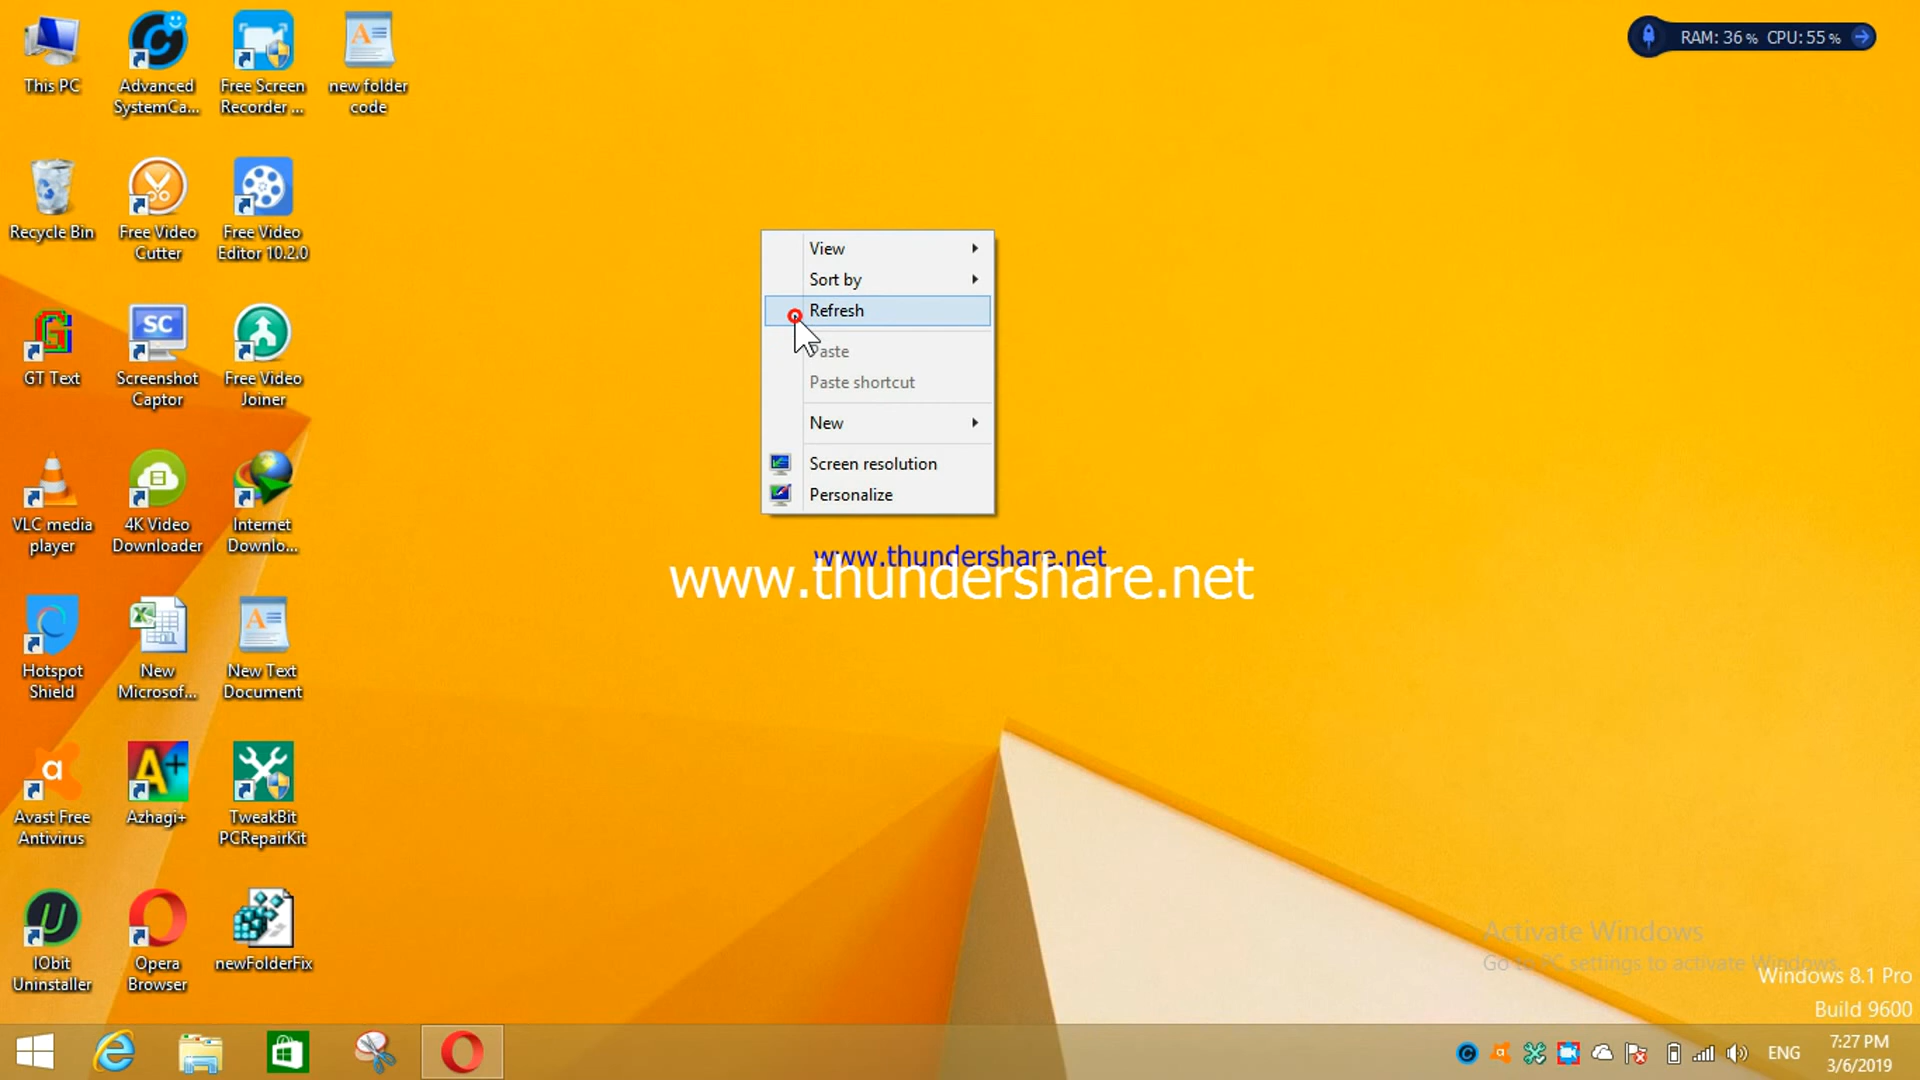 This PC
Advanced
SystemCa...
Free Screen
Recorder ...
new folder
code
RAM: 36 % CPU: 55 %
Recycle Bin
Free Video
Cutter
Free Video
Editor 10.2.0
GT Text
SC
Screenshot
Captor
Free Video
Joiner
VLC media
player
4K Video
Downloader
Internet
Downlo...
Hotspot
Shield
New
Microsof...
New Text
Document
Avast Free
Antivirus
A+
Azhagi+
TweakBit
PCRepairKit
IObit
Uninstaller
Opera
Browser
newFolderFix
View
Sort by
Refresh
Paste
Paste shortcut
New
Screen resolution
Personalize
www.thundershare.net
www.thundershare.net
Activate Windows
Go to PC settings to activate Windows.
Windows 8.1 Pro
Build 9600
ENG
7:27 PM
3/6/2019